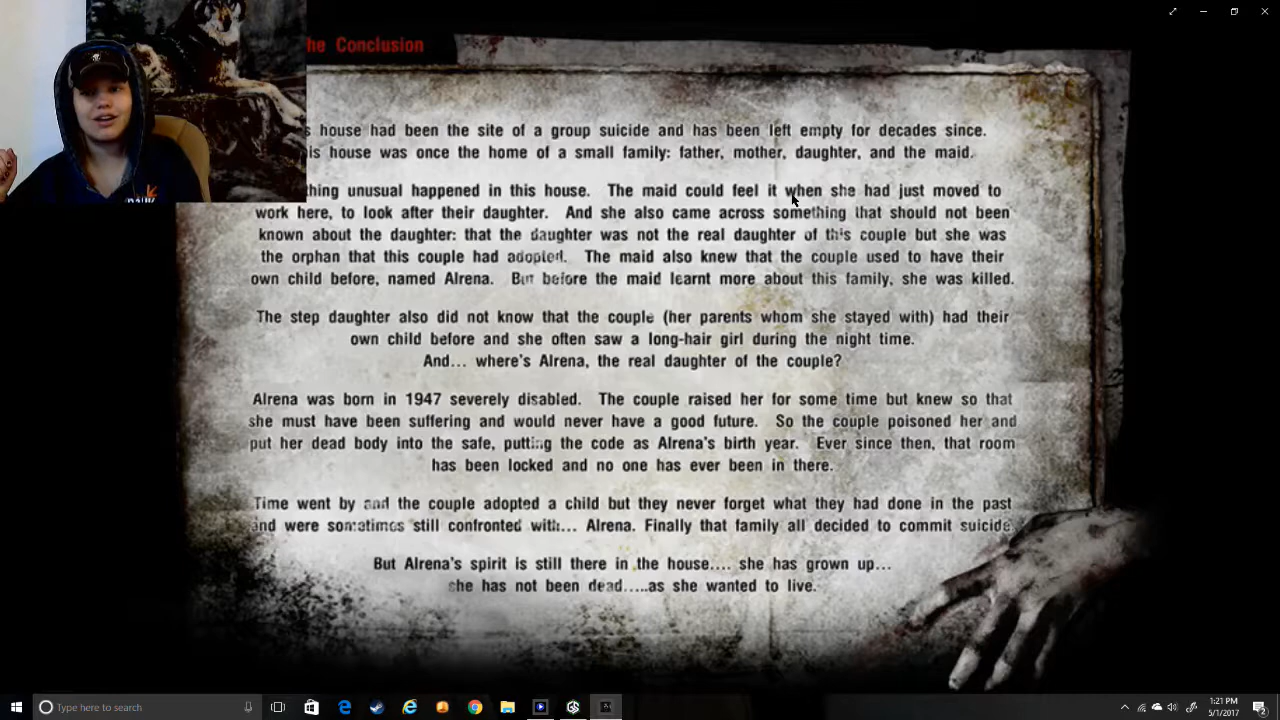 he Conclusion
s house had been the site of a group suicide and has been left empty for decades since.
is house was once the home of a small family: father, mother, daughter, and the maid.
thing unusual happened in this house. The maid could feel it when she had just moved to
work here, to look after their daughter. And she also came across something that should not been
known about the daughter: that the daughter was not the real daughter of this couple but she was
the orphan that this couple had adopted. The maid also knew that the couple used to have their
own child before, named Alrena. But before the maid learnt more about this family, she was killed.
The step daughter also did not know that the couple (her parents whom she stayed with) had their
own child before and she often saw a long-hair girl during the night time.
And... where's Alrena, the real daughter of the couple?
Alrena was born in 1947 severely disabled. The couple raised her for some time but knew so that
she must have been suffering and would never have a good future. So the couple poisoned her and
put her dead body into the safe, putting the code as Alrena's birth year. Ever since then, that room
has been locked and no one has ever been in there.
Time went by and the couple adopted a child but they never forget what they had done in the past
and were sometimes still confronted with... Alrena. Finally that family all decided to commit suicide.
But Alrena's spirit is still there in the house.... she has grown up...
she has not been dead.....as she wanted to live.
Type here to search
1:21 PM
5/1/2017